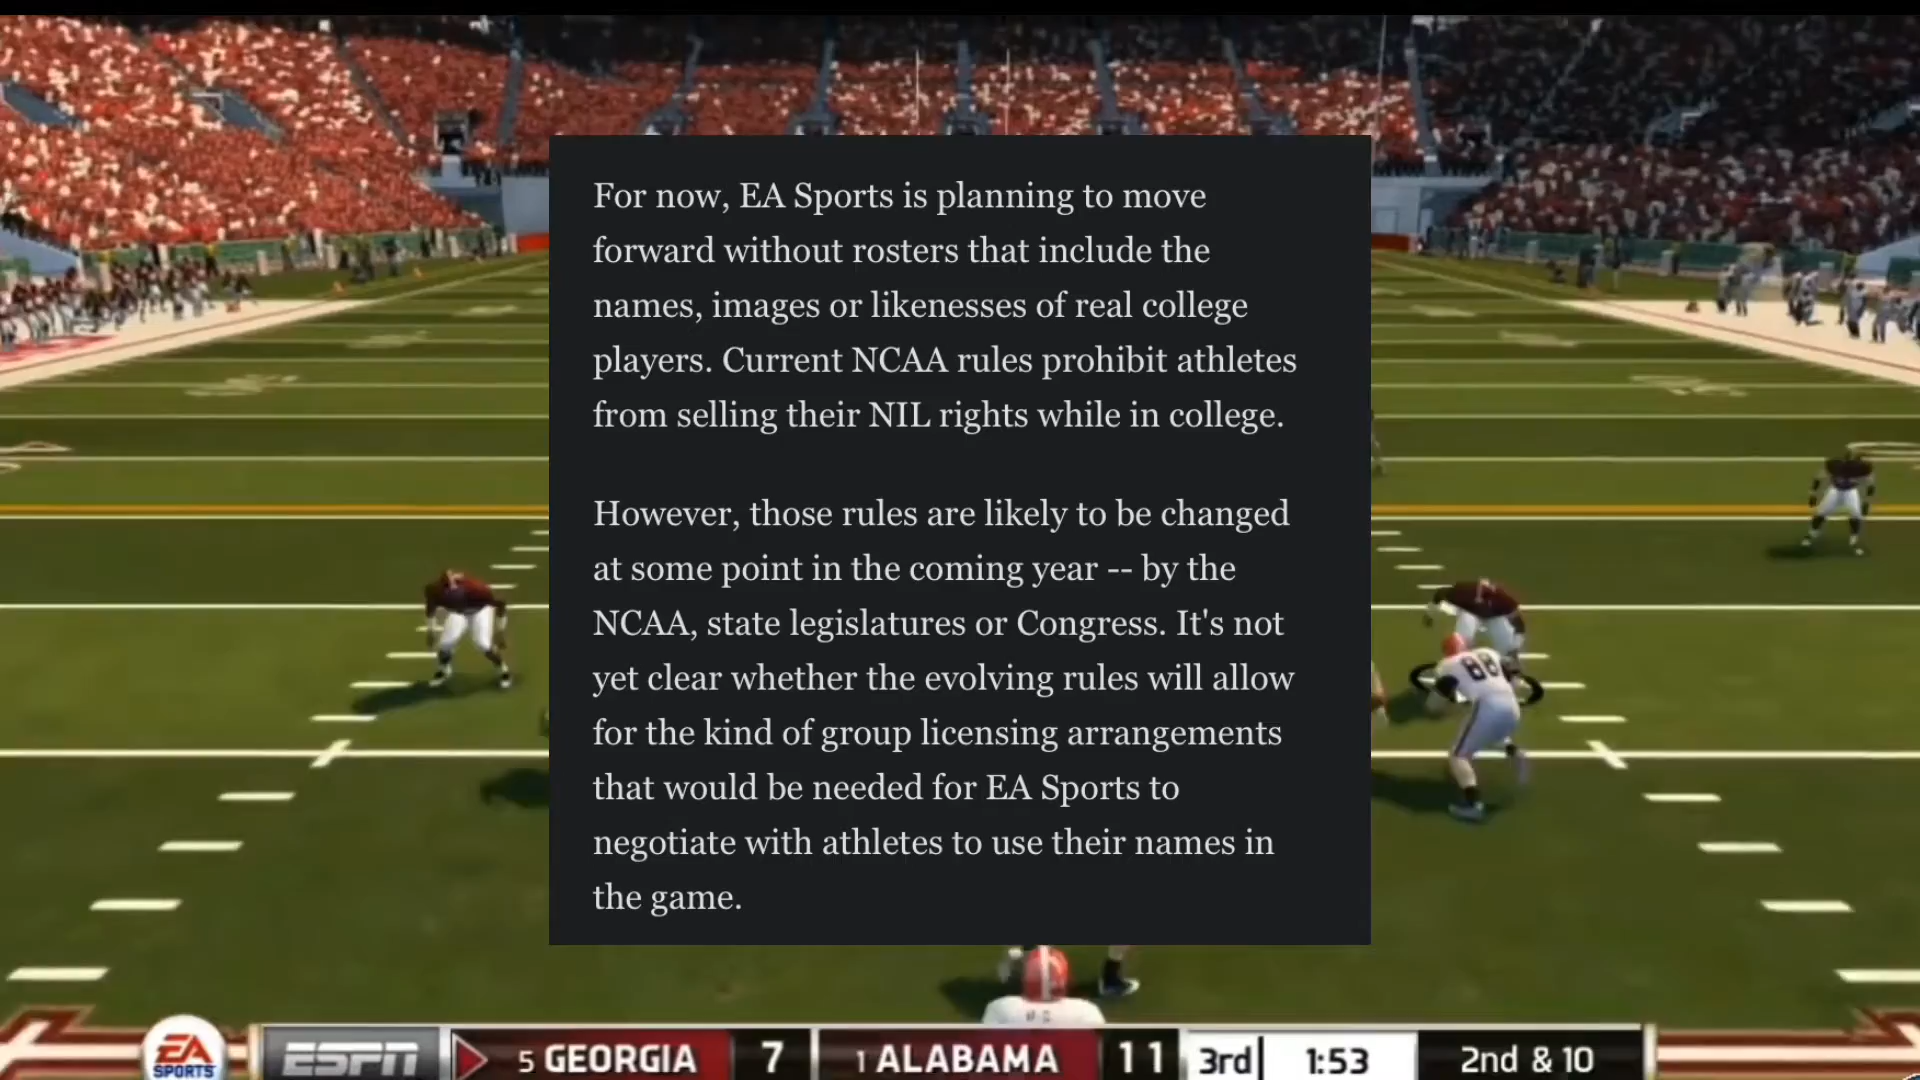 For now, EA Sports is planning to move
forward without rosters that include the
names, images or likenesses of real college
players. Current NCAA rules prohibit athletes
from selling their NIL rights while in college.
However, those rules are likely to be changed
at some point in the coming year -- by the
NCAA, state legislatures or Congress. It's not
yet clear whether the evolving rules will allow
for the kind of group licensing arrangements
that would be needed for EA Sports to
negotiate with athletes to use their names in
the game.
88
EA SPORTS ESPN 5 GEORGIA 7 1 ALABAMA 11 3rd 1:53 2nd & 10